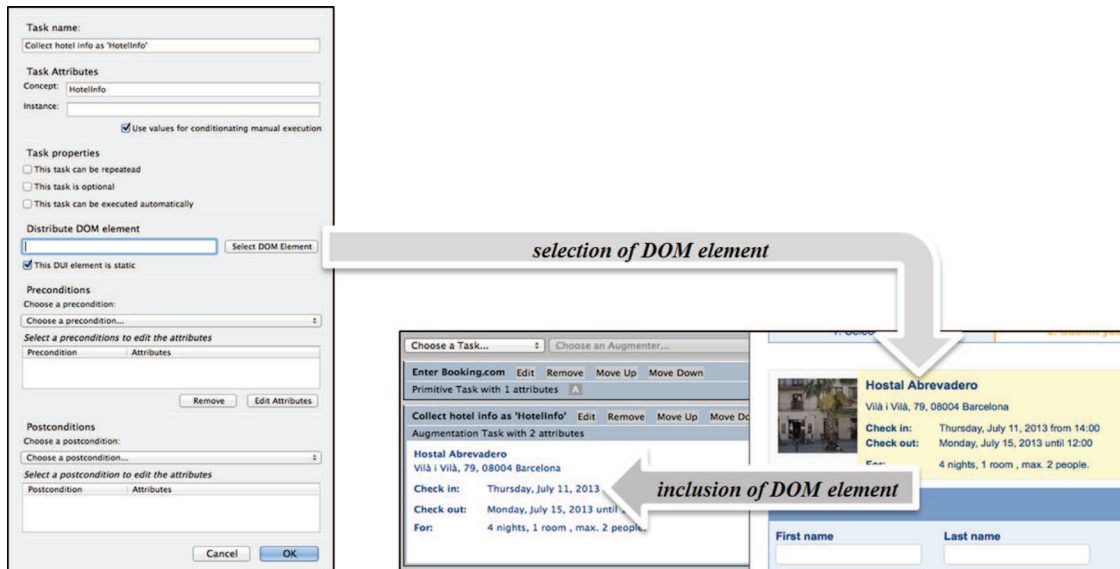 Task name:
Collect hotel info as 'HotelInfo'
Task Attributes
Concept: HotelInfo
Instance:
Use values for conditionating manual execution
Task properties
This task can be repetead
This task is optional
This task can be executed automatically
Distribute DOM element
Select DOM Element
This DUI element is static
Preconditions
Choose a precondition:
Choose a precondition...
Select a preconditions to edit the attributes
Precondition Attributes
Remove Edit Attributes
Postconditions
Choose a postcondition:
Choose a postcondition...
Select a postcondition to edit the attributes
Postcondition Attributes
Cancel OK
selection of DOM element
Choose a Task... Choose an Augmenter...
Enter Booking.com Edit Remove Move Up Move Down
Primitive Task with 1 attributes A
Collect hotel info as 'HotelInfo' Edit Remove Move Up Move Do
Augmentation Task with 2 attributes
Hostal Abrevadero
Vilà i Vilà, 79, 08004 Barcelona
Check in: Thursday, July 11, 2013
Check out: Monday, July 15, 2013 until
For: 4 nights, 1 room , max. 2 people.
inclusion of DOM element
Hostal Abrevadero
Vilà i Vilà, 79, 08004 Barcelona
Check in: Thursday, July 11, 2013 from 14:00
Check out: Monday, July 15, 2013 until 12:00
For: 4 nights, 1 room , max. 2 people.
First name Last name